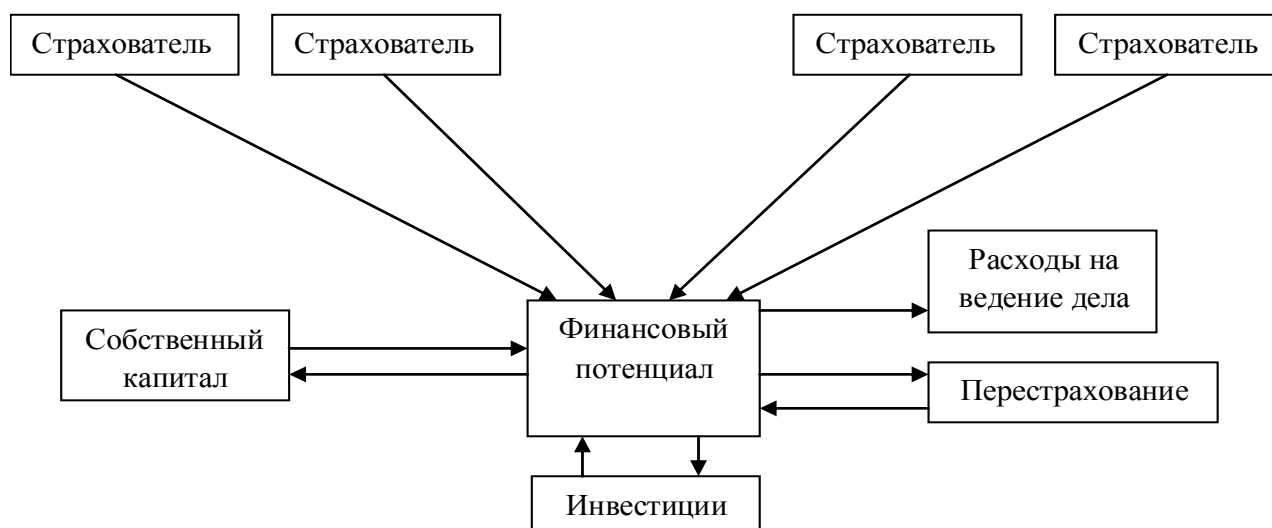 Страхователь
Страхователь
Страхователь
Страхователь
Расходы на
ведение дела
Собственный
капитал
Финансовый
потенциал
Перестрахование
Инвестиции